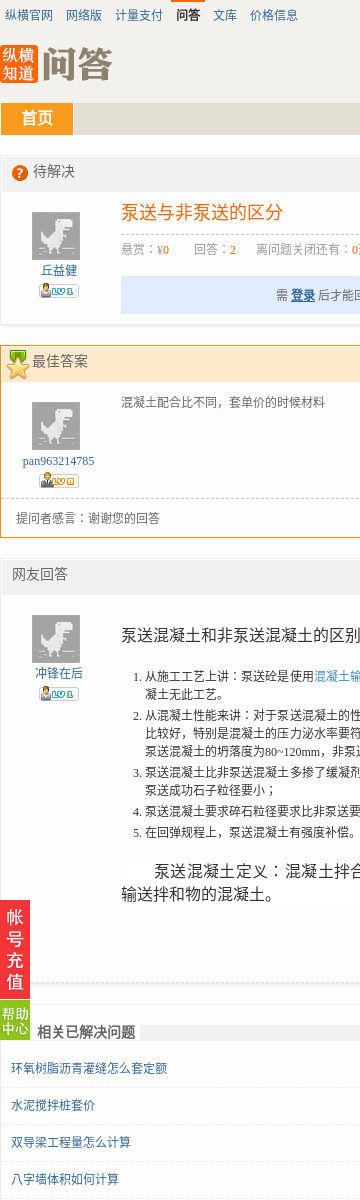 纵横官网 网络版 计量支付 问答 文库 价格信息
纵横知道 问答
首页
? 待解决
泵送与非泵送的区分
悬赏：¥0 回答：2 离问题关闭还有：0
丘益健
LV 1
需 登录 后才能回
最佳答案
混凝土配合比不同，套单价的时候材料
pan963214785
提问者感言：谢谢您的回答
网友回答
泵送混凝土和非泵送混凝土的区别
冲锋在后
LV 1
1. 从施工工艺上讲：泵送砼是使用混凝土输
凝土无此工艺。
2. 从混凝土性能来讲：对于泵送混凝土的性
比较好，特别是混凝土的压力泌水率要符
泵送混凝土的坍落度为80~120mm，非泵送
3. 泵送混凝土比非泵送混凝土多掺了缓凝剂
泵送成功石子粒径要小；
4. 泵送混凝土要求碎石粒径要求比非泵送要
5. 在回弹规程上，泵送混凝土有强度补偿。
泵送混凝土定义：混凝土拌合
输送拌和物的混凝土。
帐号充值
帮助中心
相关已解决问题
环氧树脂沥青灌缝怎么套定额
水泥搅拌桩套价
双导梁工程量怎么计算
八字墙体积如何计算